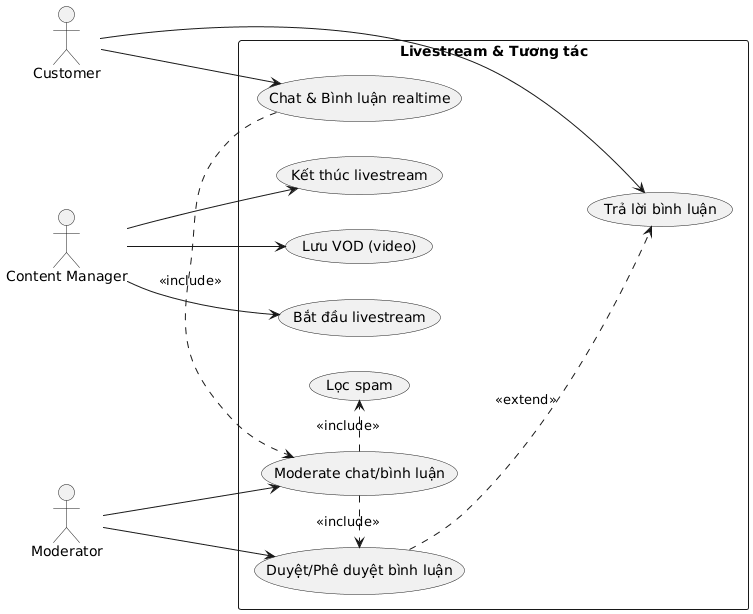 Livestream & Tương tác
Customer
Chat & Bình luận realtime
Kết thúc livestream
Trả lời bình luận
Lưu VOD (video)
Content Manager
«include»
Bắt đầu livestream
Lọc spam
«extend»
«include»
Moderate chat/bình luận
«include»
Moderator
Duyệt/Phê duyệt bình luận